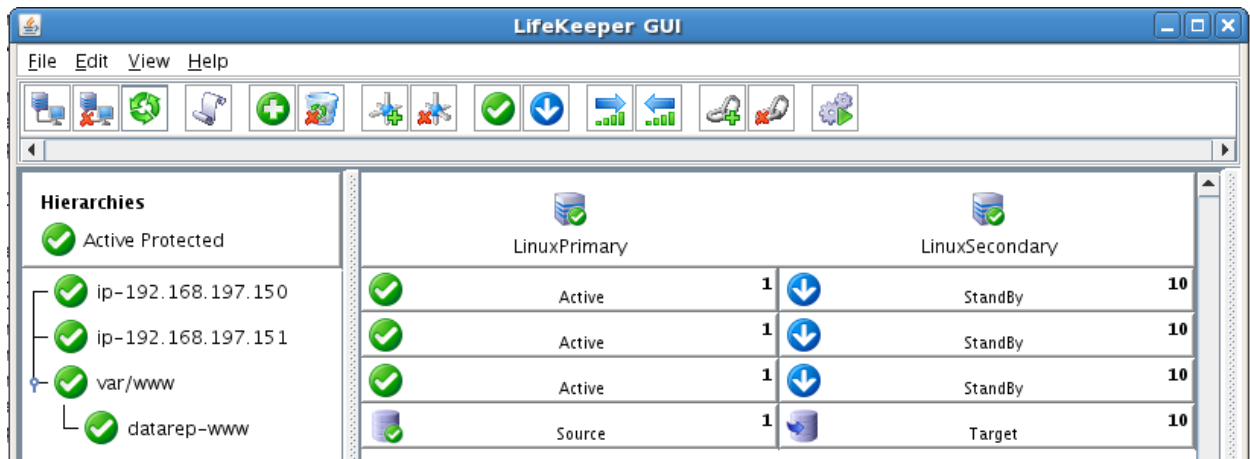 LifeKeeper GUI
File Edit View Help
Hierarchies
Active Protected
LinuxPrimary LinuxSecondary
ip-192.168.197.150 Active 1 StandBy 10
ip-192.168.197.151 Active 1 StandBy 10
var/www Active 1 StandBy 10
datarep-www Source 1 Target 10